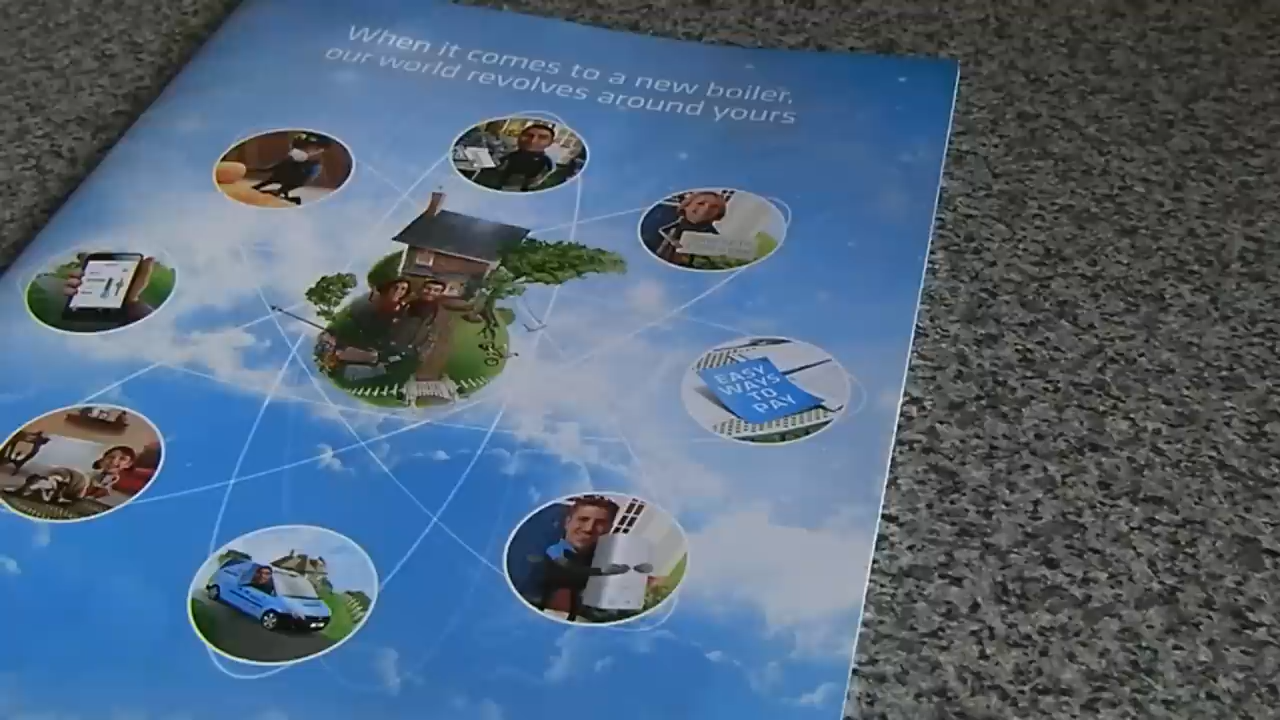 When it comes to a new boiler,
our world revolves around yours
EASY
WAYS
TO
PAY